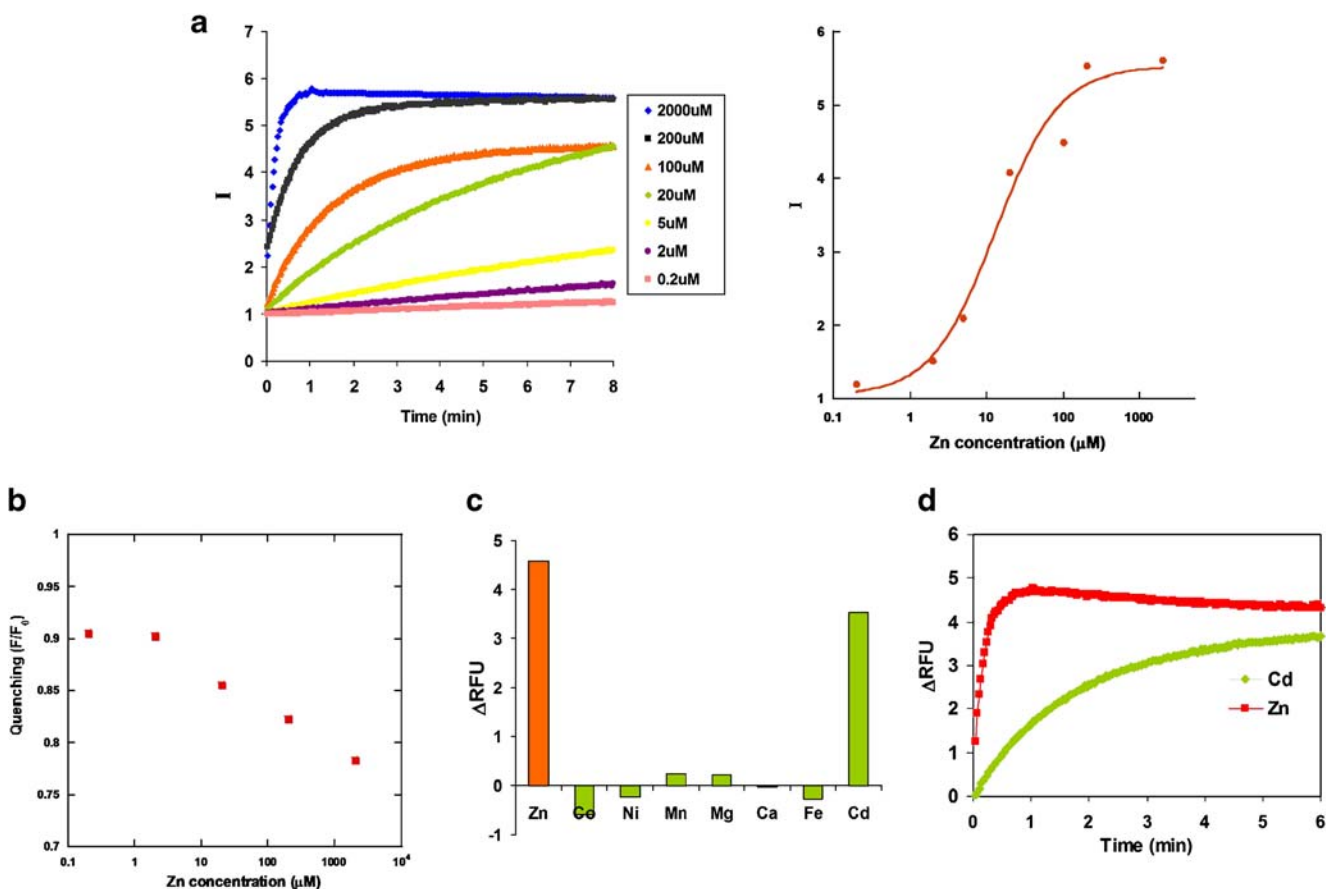 a
7
6
5
4
3
2
1
0
I
0 1 2 3 4 5 6 7 8
Time (min)
2000uM
200uM
100uM
20uM
5uM
2uM
0.2uM
6
5
4
3
2
1
I
0.1 1 10 100 1000
Zn concentration (μM)
b
1
0.95
0.9
0.85
0.8
0.75
0.7
Quenching (F/F0)
0.1 1 10 100 1000 10⁴
Zn concentration (μM)
c
5
4
3
2
1
0
-1
ΔRFU
Zn Co Ni Mn Mg Ca Fe Cd
d
6
5
4
3
2
1
0
ΔRFU
Cd
Zn
0 1 2 3 4 5 6
Time (min)